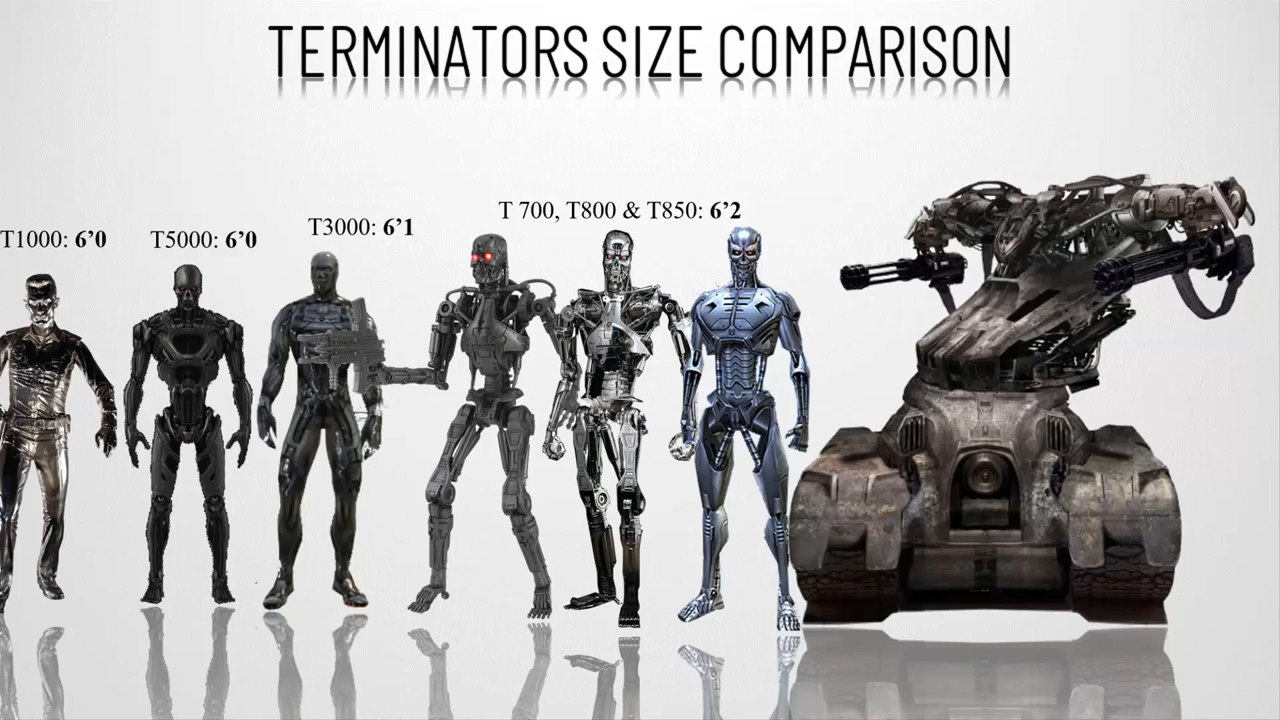 TERMINATORS SIZE COMPARISON
T 700, T800 & T850: 6’2
T3000: 6’1
T1000: 6’0
T5000: 6’0